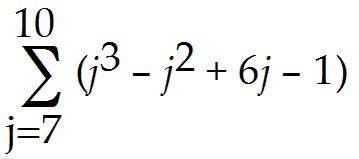 10
∑ (j³ – j² + 6j – 1)
j=7